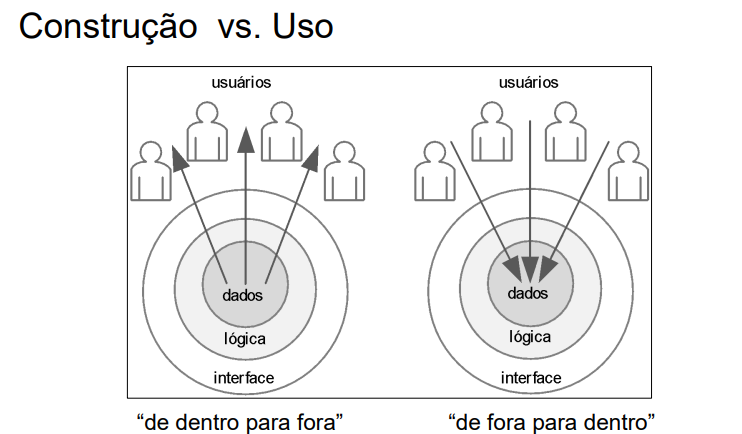 Construção vs. Uso
usuários
dados
lógica
interface
usuários
dados
lógica
interface
“de dentro para fora”
“de fora para dentro”